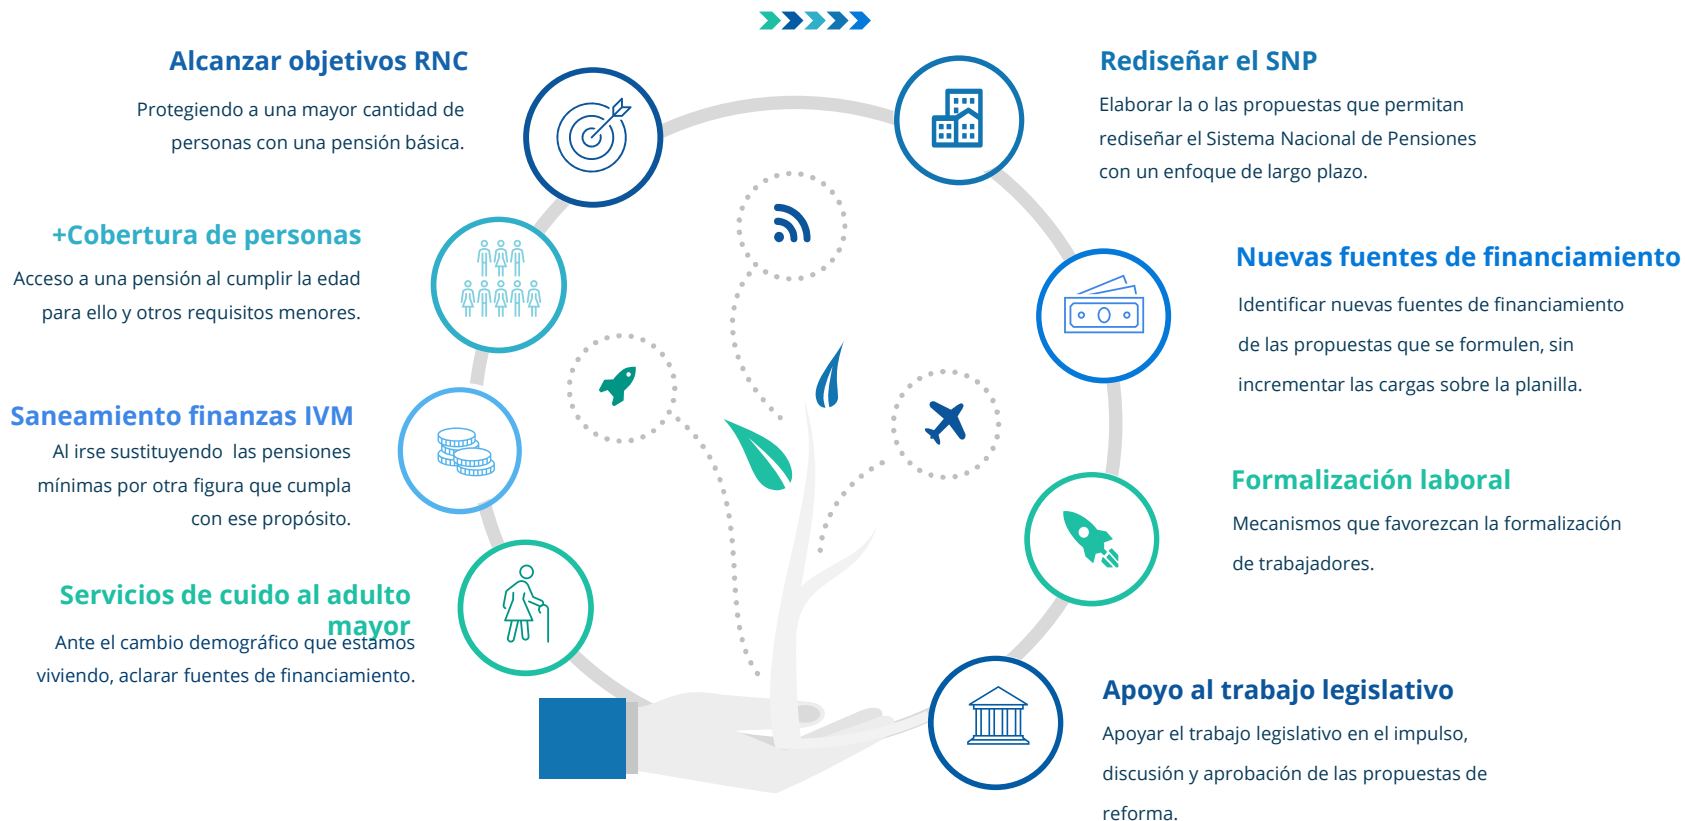 Alcanzar objetivos RNC
Protegiendo a una mayor cantidad de
personas con una pensión básica.
+Cobertura de personas
Acceso a una pensión al cumplir la edad
para ello y otros requisitos menores.
Saneamiento finanzas IVM
Al irse sustituyendo las pensiones
mínimas por otra figura que cumpla
con ese propósito.
Servicios de cuido al adulto
mayor
Ante el cambio demográfico que estamos
viviendo, aclarar fuentes de financiamiento.
Rediseñar el SNP
Elaborar la o las propuestas que permitan
rediseñar el Sistema Nacional de Pensiones
con un enfoque de largo plazo.
Nuevas fuentes de financiamiento
Identificar nuevas fuentes de financiamiento
de las propuestas que se formulen, sin
incrementar las cargas sobre la planilla.
Formalización laboral
Mecanismos que favorezcan la formalización
de trabajadores.
Apoyo al trabajo legislativo
Apoyar el trabajo legislativo en el impulso,
discusión y aprobación de las propuestas de
reforma.